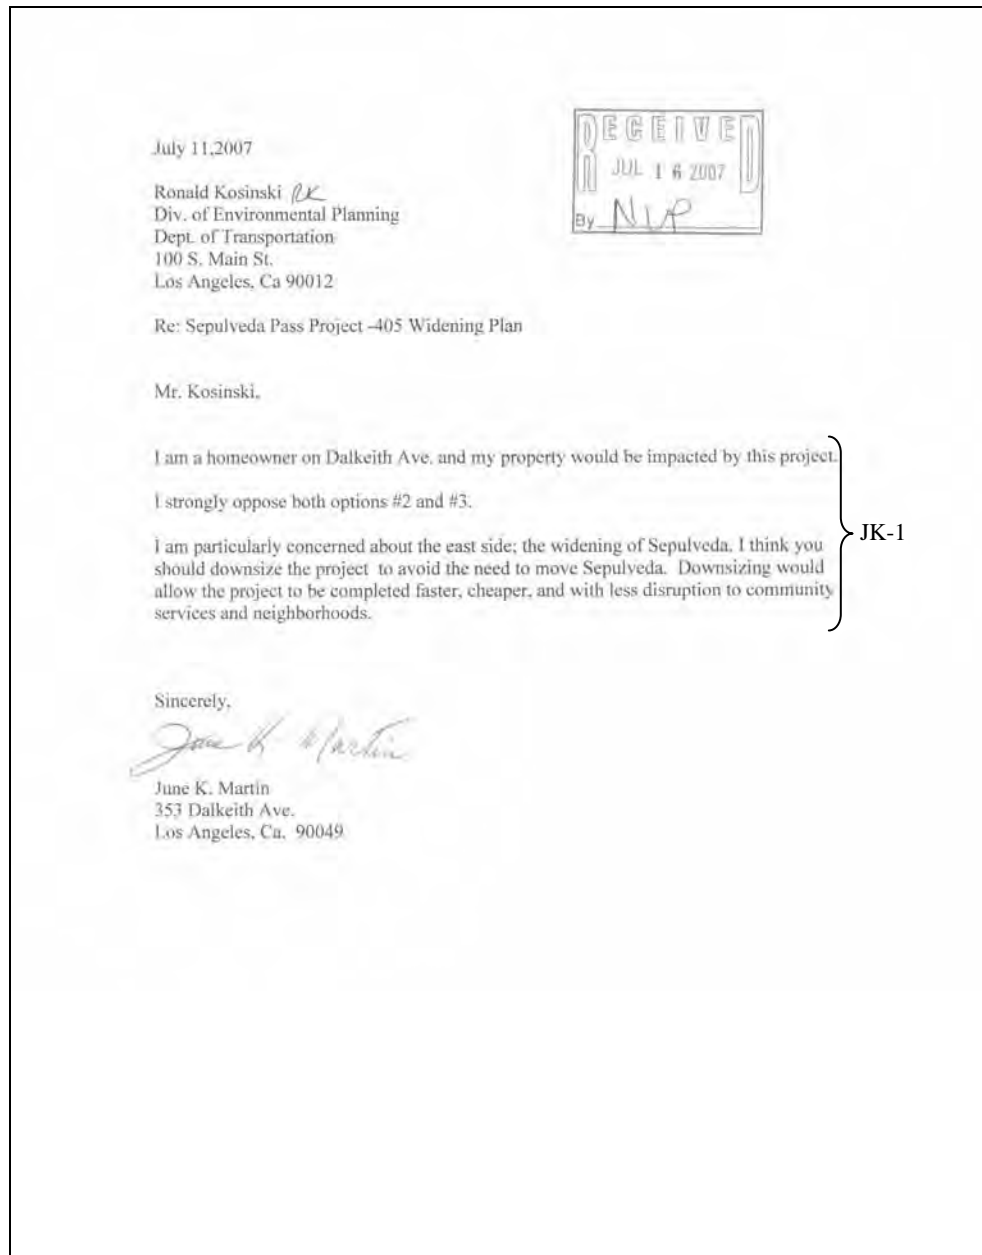 July 11,2007
RECEIVED
JUL 16 2007
By NVP
Ronald Kosinski RK
Div. of Environmental Planning
Dept. of Transportation
100 S. Main St.
Los Angeles, Ca 90012
Re: Sepulveda Pass Project -405 Widening Plan
Mr. Kosinski,
I am a homeowner on Dalkeith Ave. and my property would be impacted by this project.
I strongly oppose both options #2 and #3.
I am particularly concerned about the east side; the widening of Sepulveda. I think you
should downsize the project to avoid the need to move Sepulveda. Downsizing would
allow the project to be completed faster, cheaper, and with less disruption to community
services and neighborhoods.
JK-1
Sincerely,
June K Martin
June K. Martin
353 Dalkeith Ave.
Los Angeles, Ca. 90049